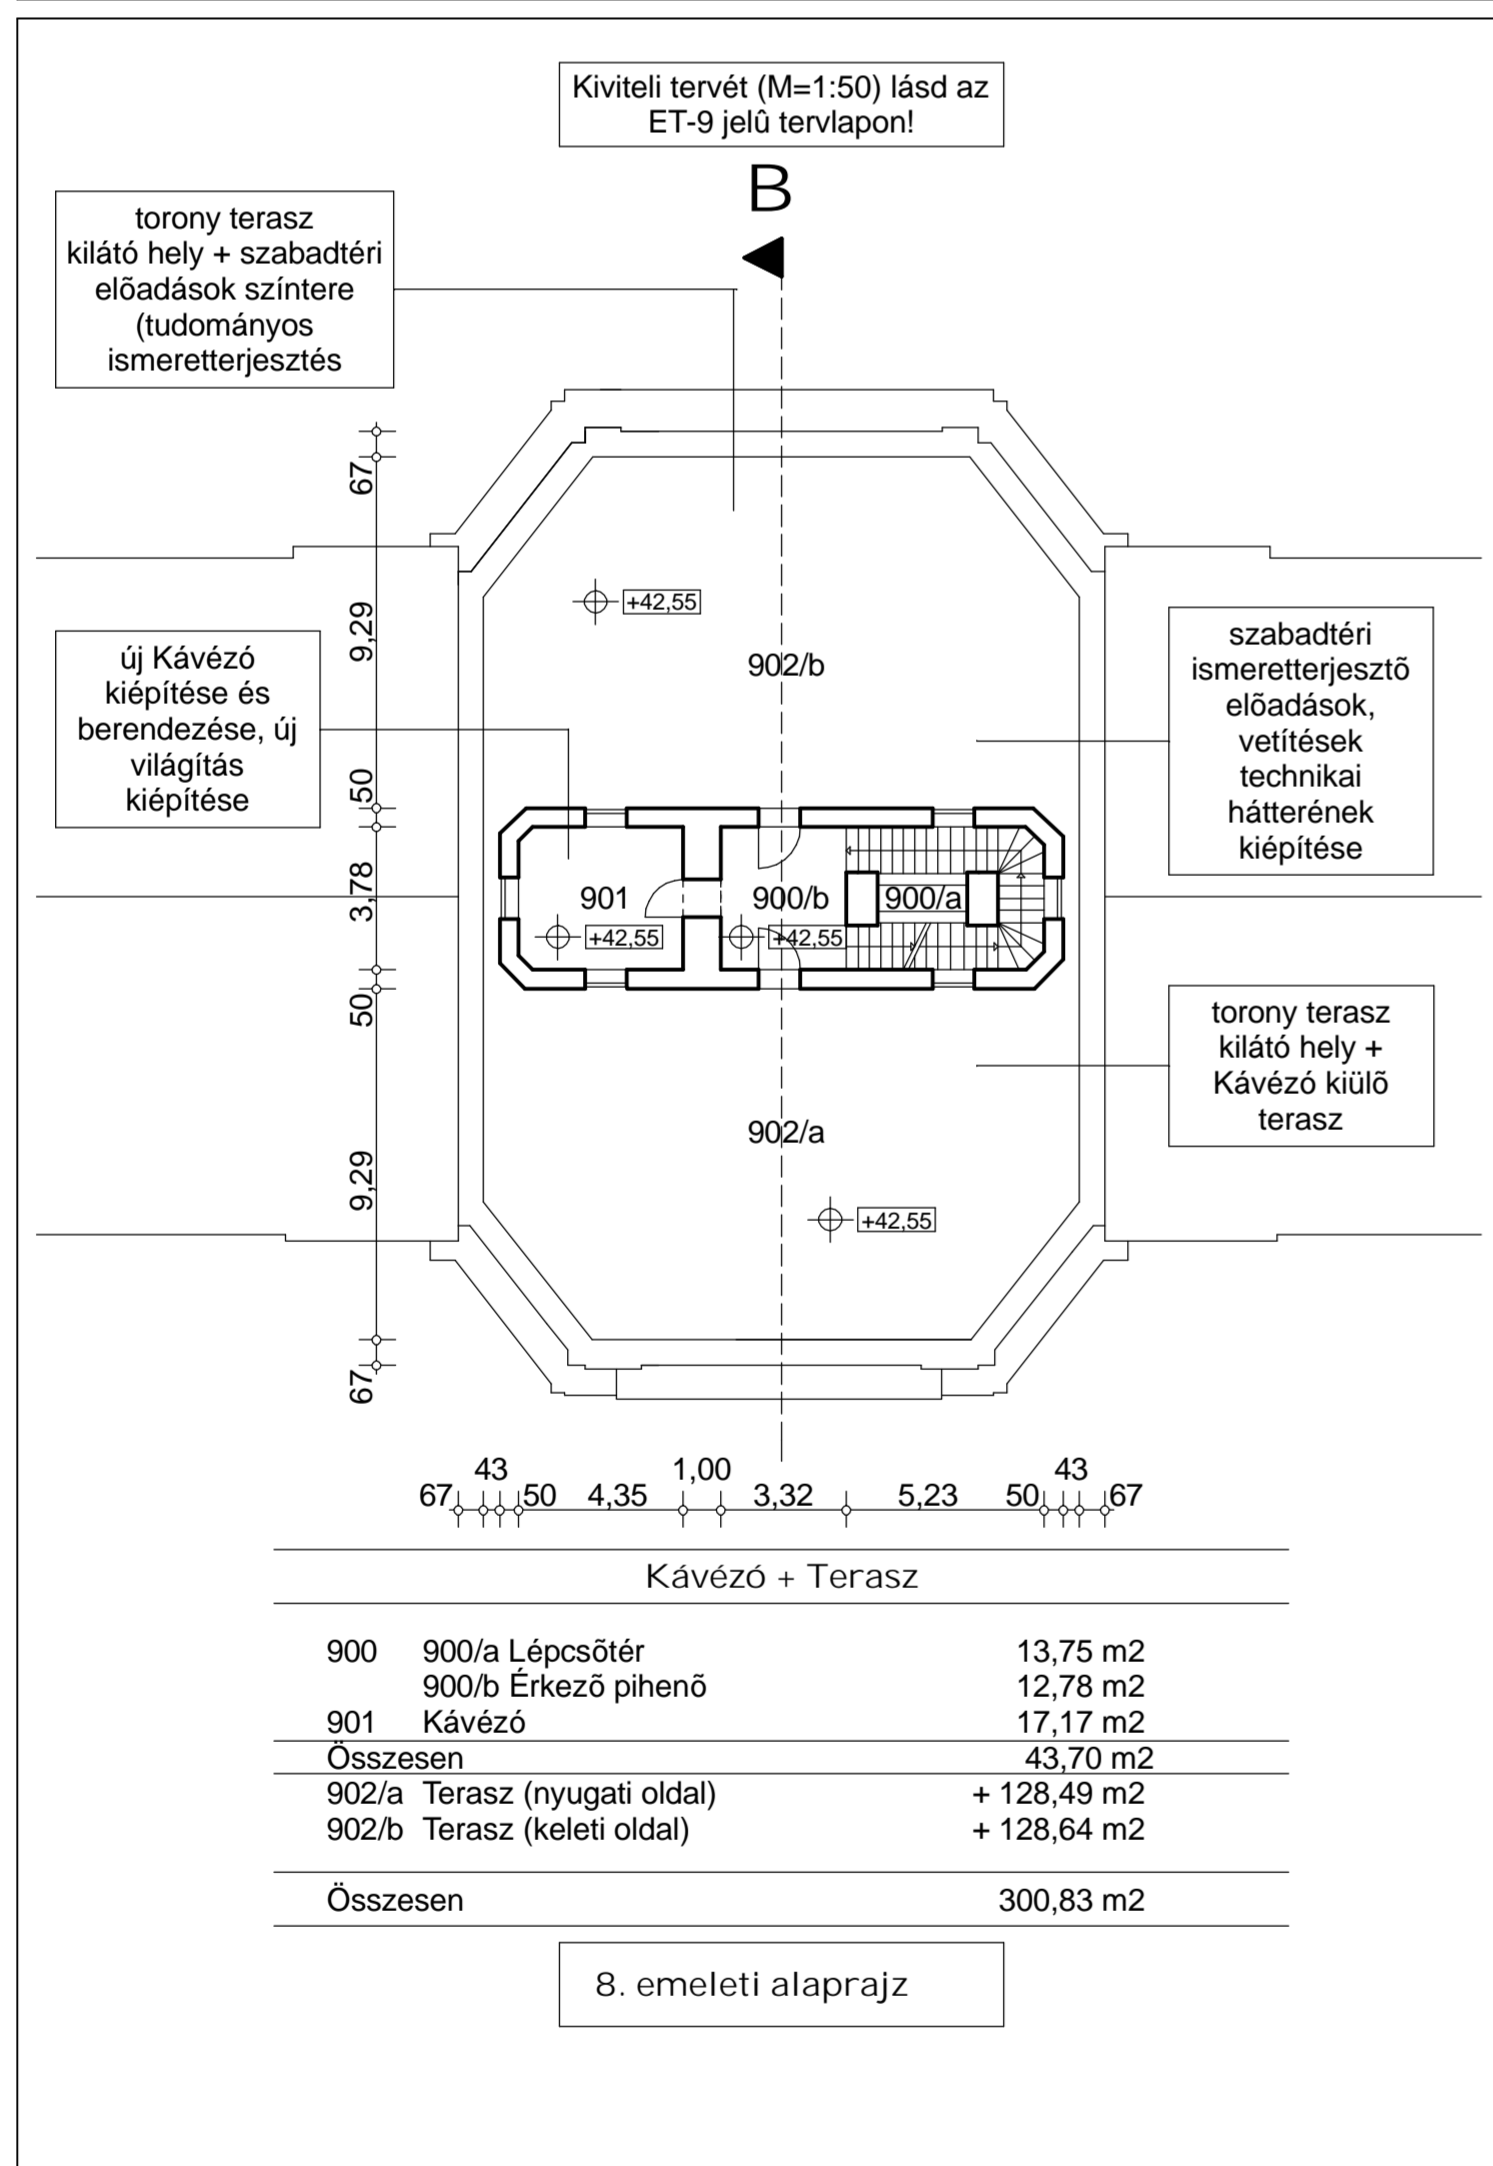 Kiviteli tervét (M=1:50) lásd az
ET-9 jelû tervlapon!
B
torony terasz
kilátó hely + szabadtéri
elõadások színtere
(tudományos
ismeretterjesztés
67
9,29
50
3,78
50
9,29
67
új Kávézó
kiépítése és
berendezése, új
világítás
kiépítése
+42,55
902/b
szabadtéri
ismeretterjesztõ
elõadások,
vetítések
technikai
hátterének
kiépítése
901
900/b
900/a
+42,55
+42,55
torony terasz
kilátó hely +
Kávézó kiülõ
terasz
902/a
+42,55
67 43 50 4,35 1,00 3,32 5,23 50 43 67
Kávézó + Terasz
900 900/a Lépcsõtér 13,75 m2
900/b Érkezõ pihenõ 12,78 m2
901 Kávézó 17,17 m2
Összesen 43,70 m2
902/a Terasz (nyugati oldal) + 128,49 m2
902/b Terasz (keleti oldal) + 128,64 m2
Összesen 300,83 m2
8. emeleti alaprajz